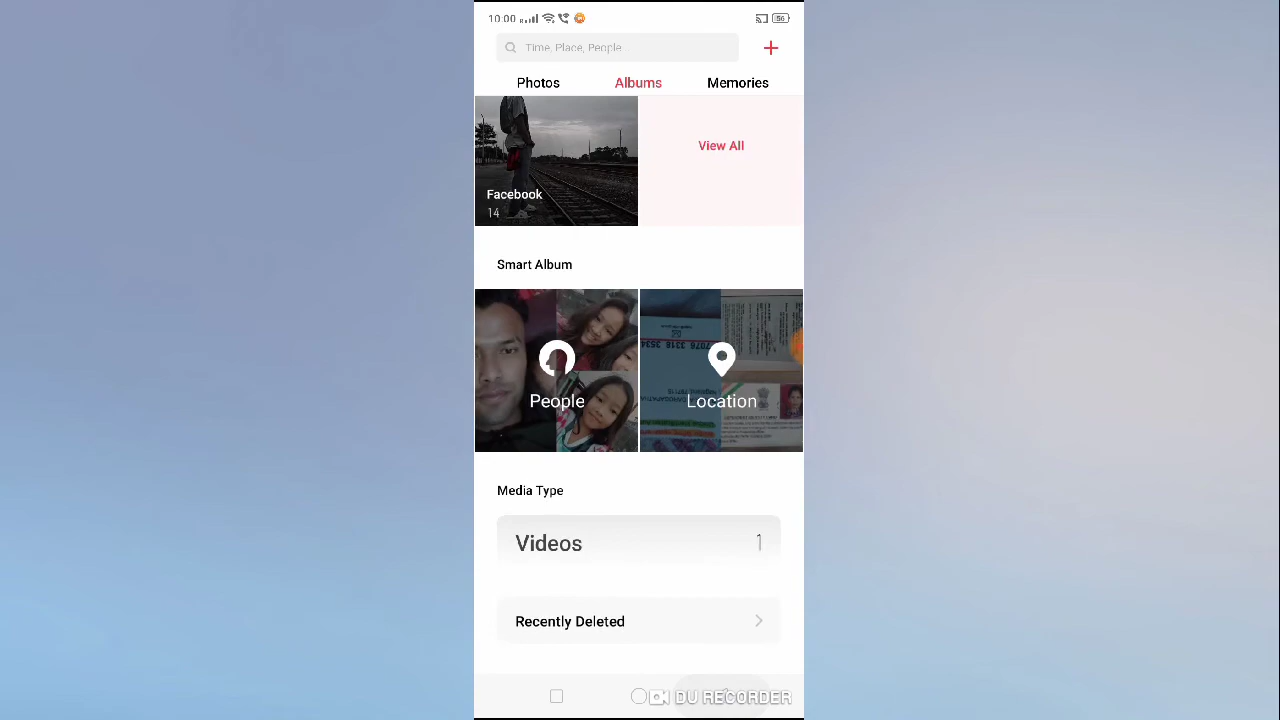 10:00
56
Time, Place, People...
Photos Albums Memories
Facebook
14
View All
Smart Album
People Location
Media Type
Videos 1
Recently Deleted
DU RECORDER